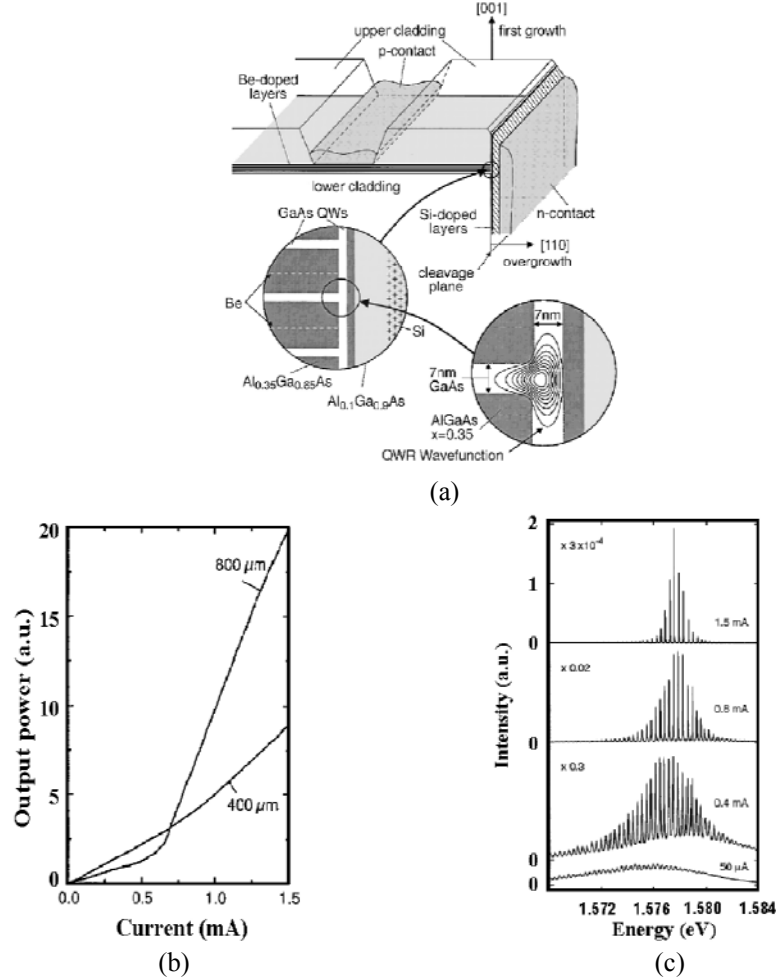 [001]
first growth
upper cladding
p-contact
Be-doped
layers
lower cladding
GaAs QWs
Si-doped
layers
n-contact
[110]
overgrowth
cleavage
plane
Be
Si
7nm
7nm
GaAs
Al0.35Ga0.65As
Al0.1Ga0.9As
AlGaAs
x=0.35
QWR Wavefunction
(a)
20
15
10
5
0
Output power (a.u.)
800 μm
400 μm
0.0 0.5 1.0 1.5
Current (mA)
(b)
2
1
0
0
0
0
Intensity (a.u.)
x 3x10-4
1.5 mA
x 0.02
0.6 mA
x 0.3
0.4 mA
50 μA
1.572 1.576 1.580 1.584
Energy (eV)
(c)